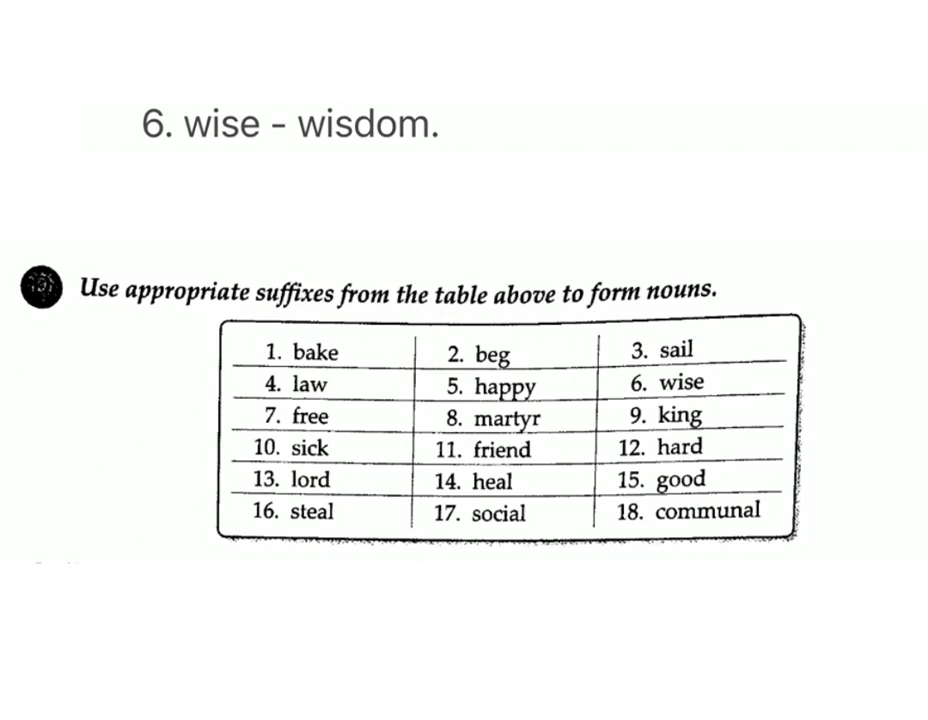 6. wise - wisdom.
Use appropriate suffixes from the table above to form nouns.
1. bake 2. beg 3. sail
4. law 5. happy 6. wise
7. free 8. martyr 9. king
10. sick 11. friend 12. hard
13. lord 14. heal 15. good
16. steal 17. social 18. communal